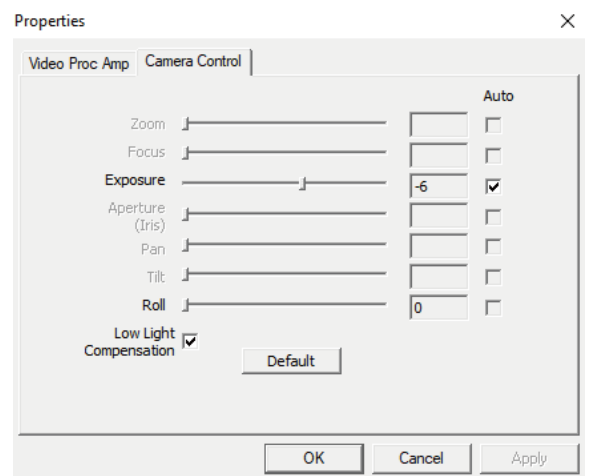 Properties
Video Proc Amp
Camera Control
Auto
Zoom
Focus
Exposure
-6
Aperture
(Iris)
Pan
Tilt
Roll
0
Low Light
Compensation
Default
OK
Cancel
Apply